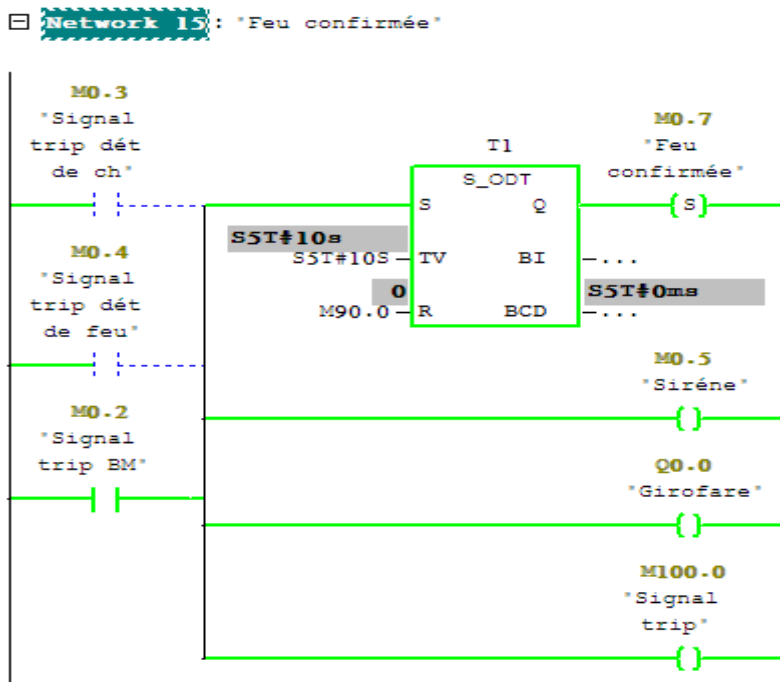 Network 15: "Feu confirmée"
M0.3
"Signal
trip dét
de ch"
M0.7
"Feu
confirmée"
T1
S_ODT
S
Q
S
S5T#10s
S5T#10S
TV
BI
...
0
S5T#0ms
M90.0
R
BCD
...
M0.4
"Signal
trip dét
de feu"
M0.5
"Siréne"
M0.2
"Signal
trip BM"
Q0.0
"Girofare"
M100.0
"Signal
trip"